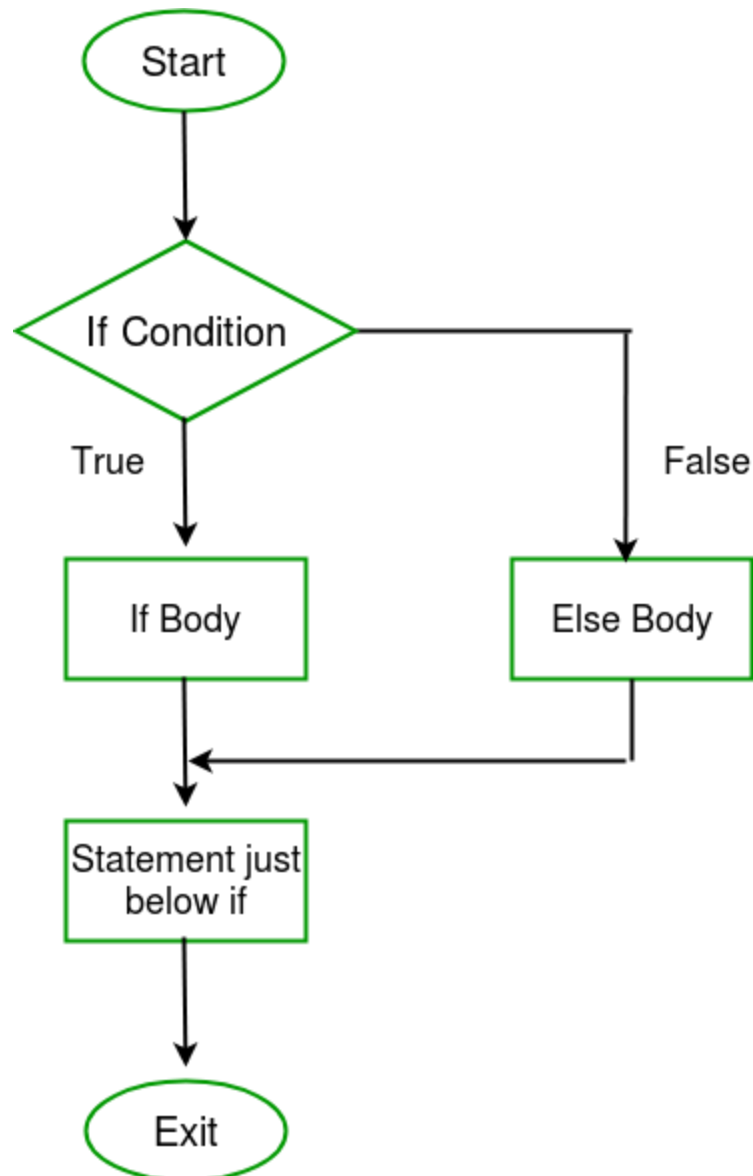 Start
If Condition
True
False
If Body
Else Body
Statement just
below if
Exit